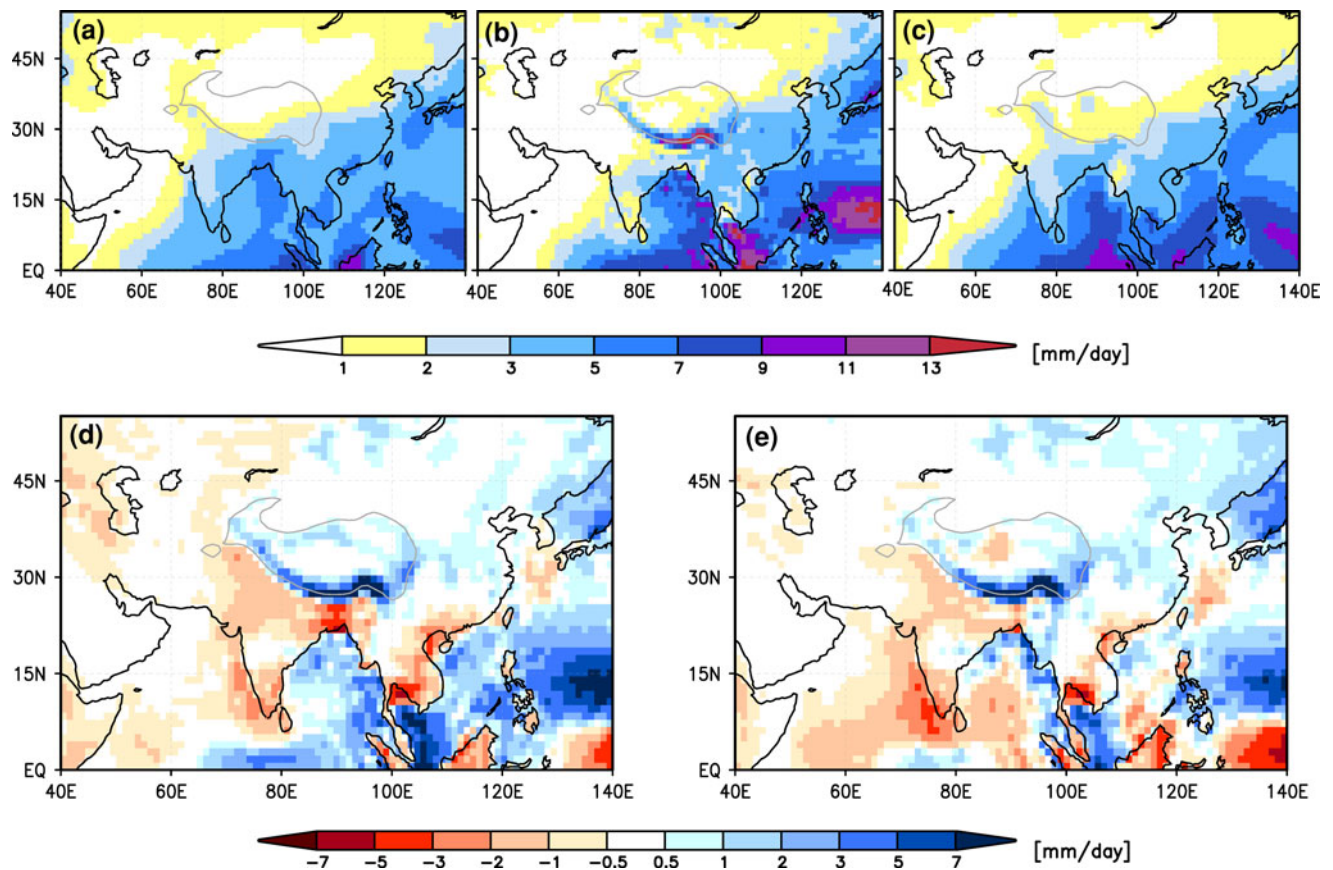 (a) (b) (c)
45N
30N
15N
EQ
40E 60E 80E 100E 120E 40E 60E 80E 100E 120E 40E 60E 80E 100E 120E 140E
1 2 3 5 7 9 11 13 [mm/day]
(d) (e)
45N 45N
30N 30N
15N 15N
EQ EQ
40E 60E 80E 100E 120E 140E 40E 60E 80E 100E 120E 140E
−7 −5 −3 −2 −1 −0.5 0.5 1 2 3 5 7 [mm/day]